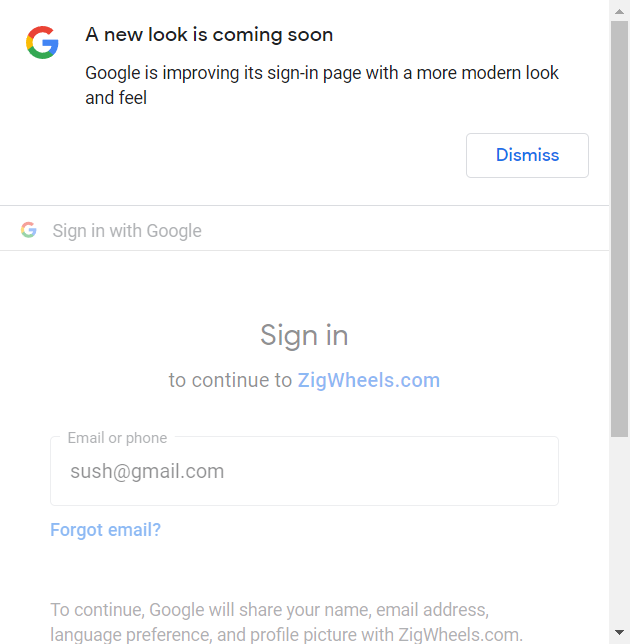 A new look is coming soon
Google is improving its sign-in page with a more modern look
and feel
Dismiss
Sign in with Google
Sign in
to continue to ZigWheels.com
Email or phone
sush@gmail.com
Forgot email?
To continue, Google will share your name, email address,
language preference, and profile picture with ZigWheels.com.